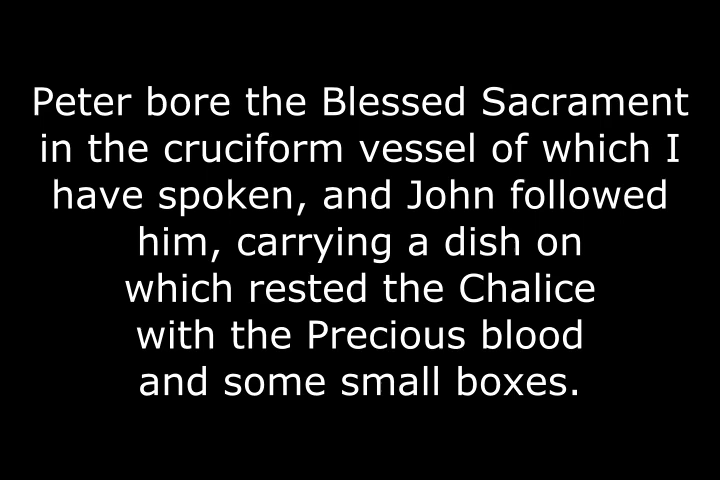 Peter bore the Blessed Sacrament
in the cruciform vessel of which I
have spoken, and John followed
him, carrying a dish on
which rested the Chalice
with the Precious blood
and some small boxes.